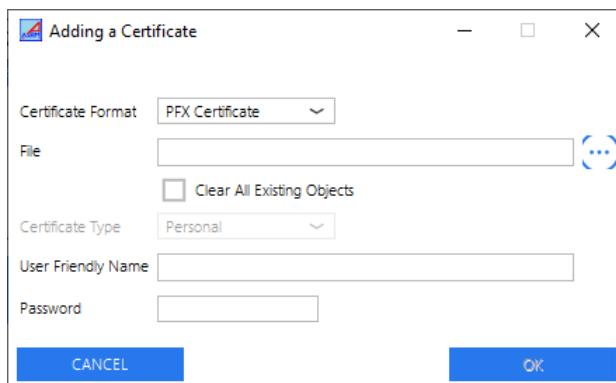 Adding a Certificate
Certificate Format PFX Certificate
File
Clear All Existing Objects
Certificate Type Personal
User Friendly Name
Password
CANCEL OK